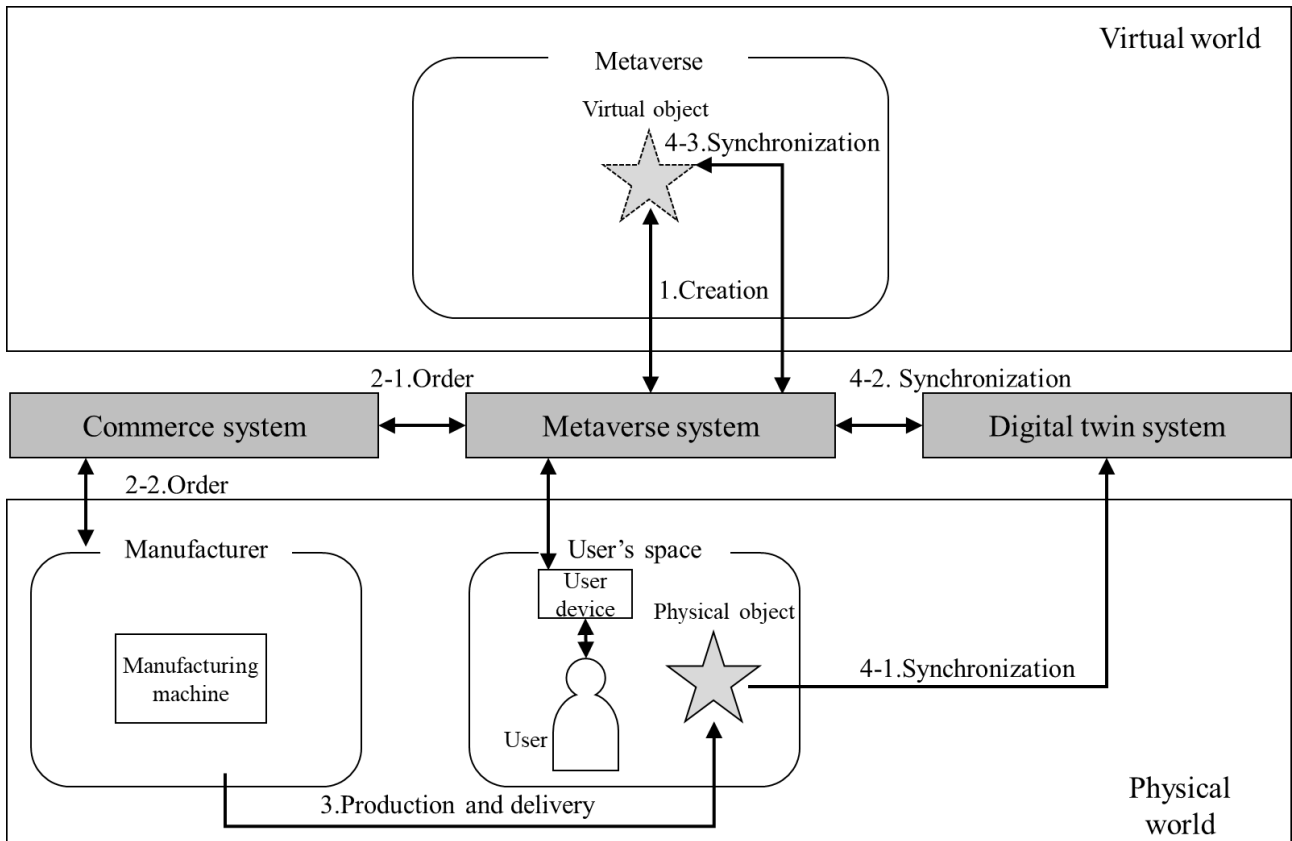 Virtual world
Metaverse
Virtual object
4-3.Synchronization
1.Creation
2-1.Order
4-2. Synchronization
Commerce system
Metaverse system
Digital twin system
2-2.Order
Manufacturer
User's space
User
device
Physical object
Manufacturing
machine
4-1.Synchronization
User
3.Production and delivery
Physical
world